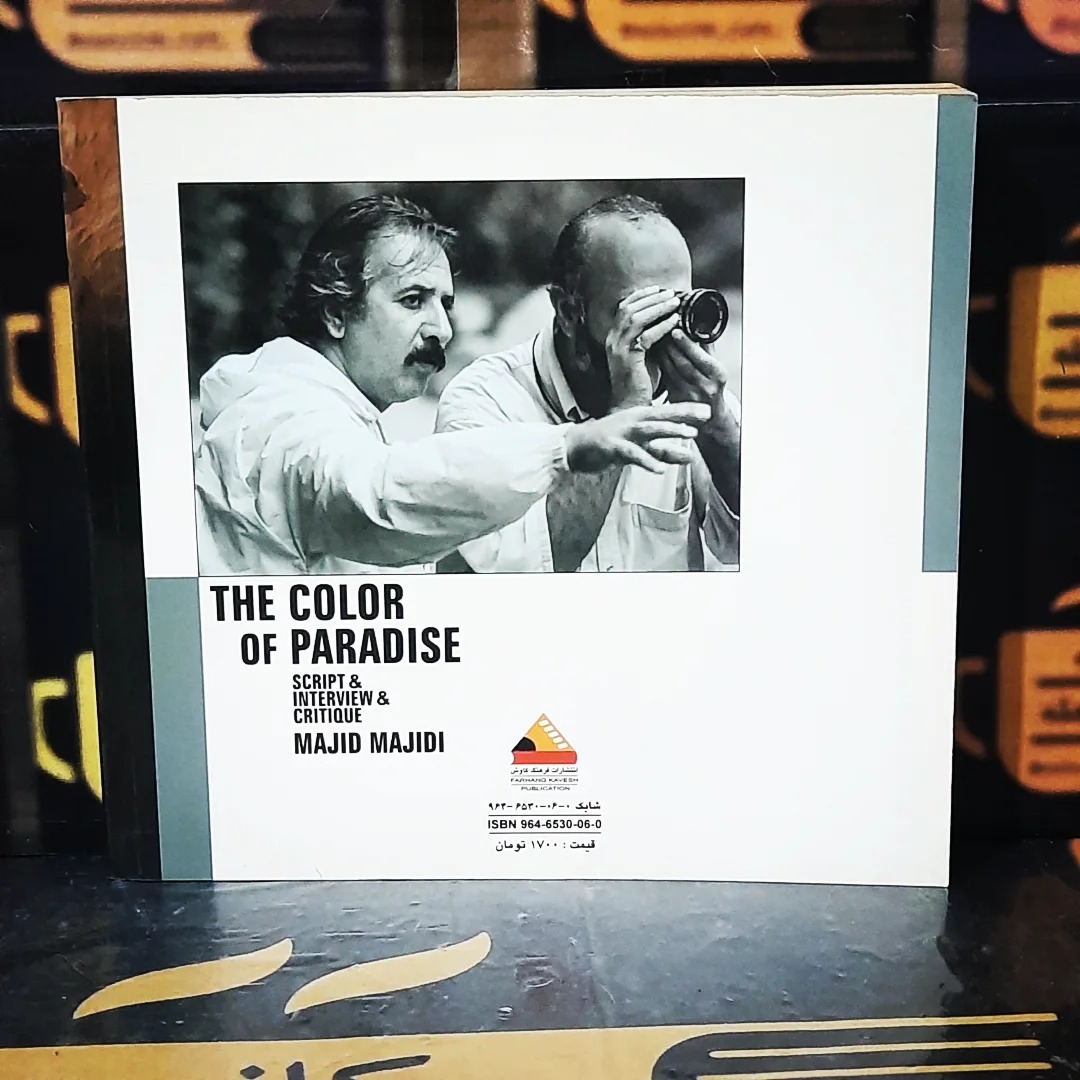 THE COLOR
OF PARADISE
SCRIPT &
INTERVIEW &
CRITIQUE
MAJID MAJIDI
انتشارات فرهنگ کاوش
FARHANG KAVESH
PUBLICATION
شابک ۰-۰۶-۶۵۳۰-۹۶۴
ISBN 964-6530-06-0
قیمت : ۱۷۰۰ تومان